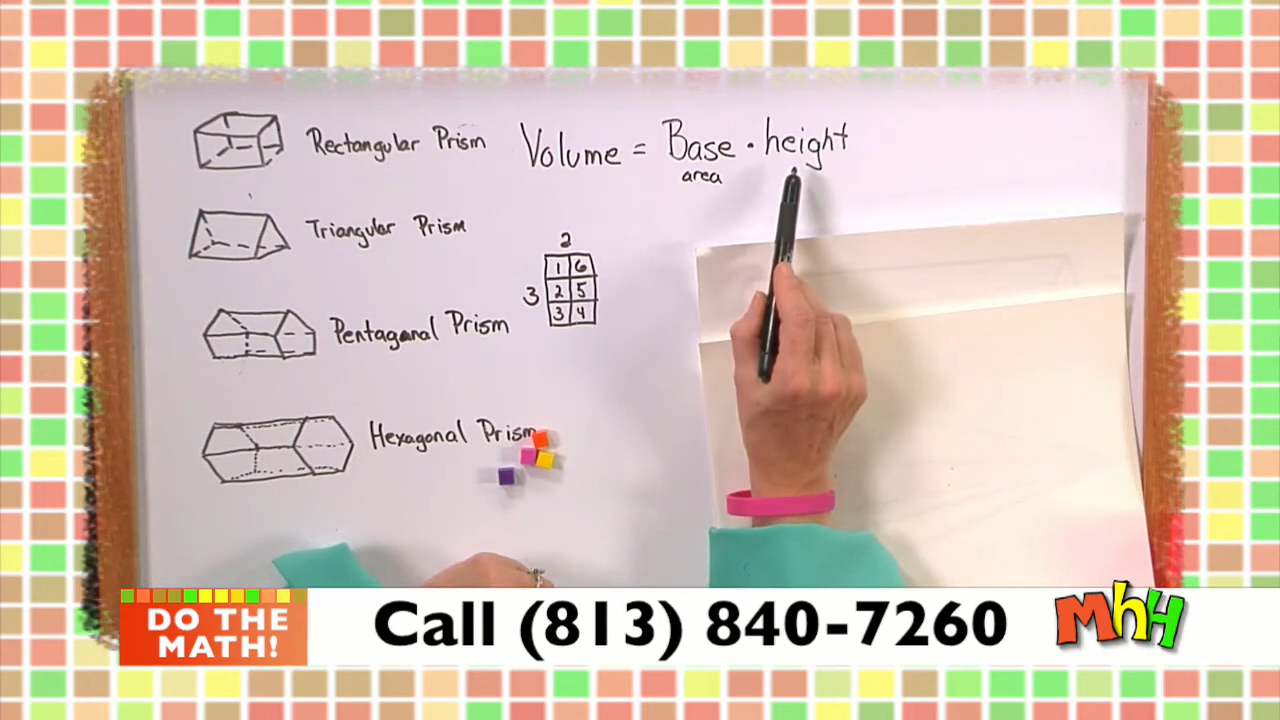 Rectangular Prism
Volume = Base · height
area
Triangular Prism
2
1 6
3 2 5
3 4
Pentagonal Prism
Hexagonal Prism
DO THE
MATH!
Call (813) 840-7260
MhH